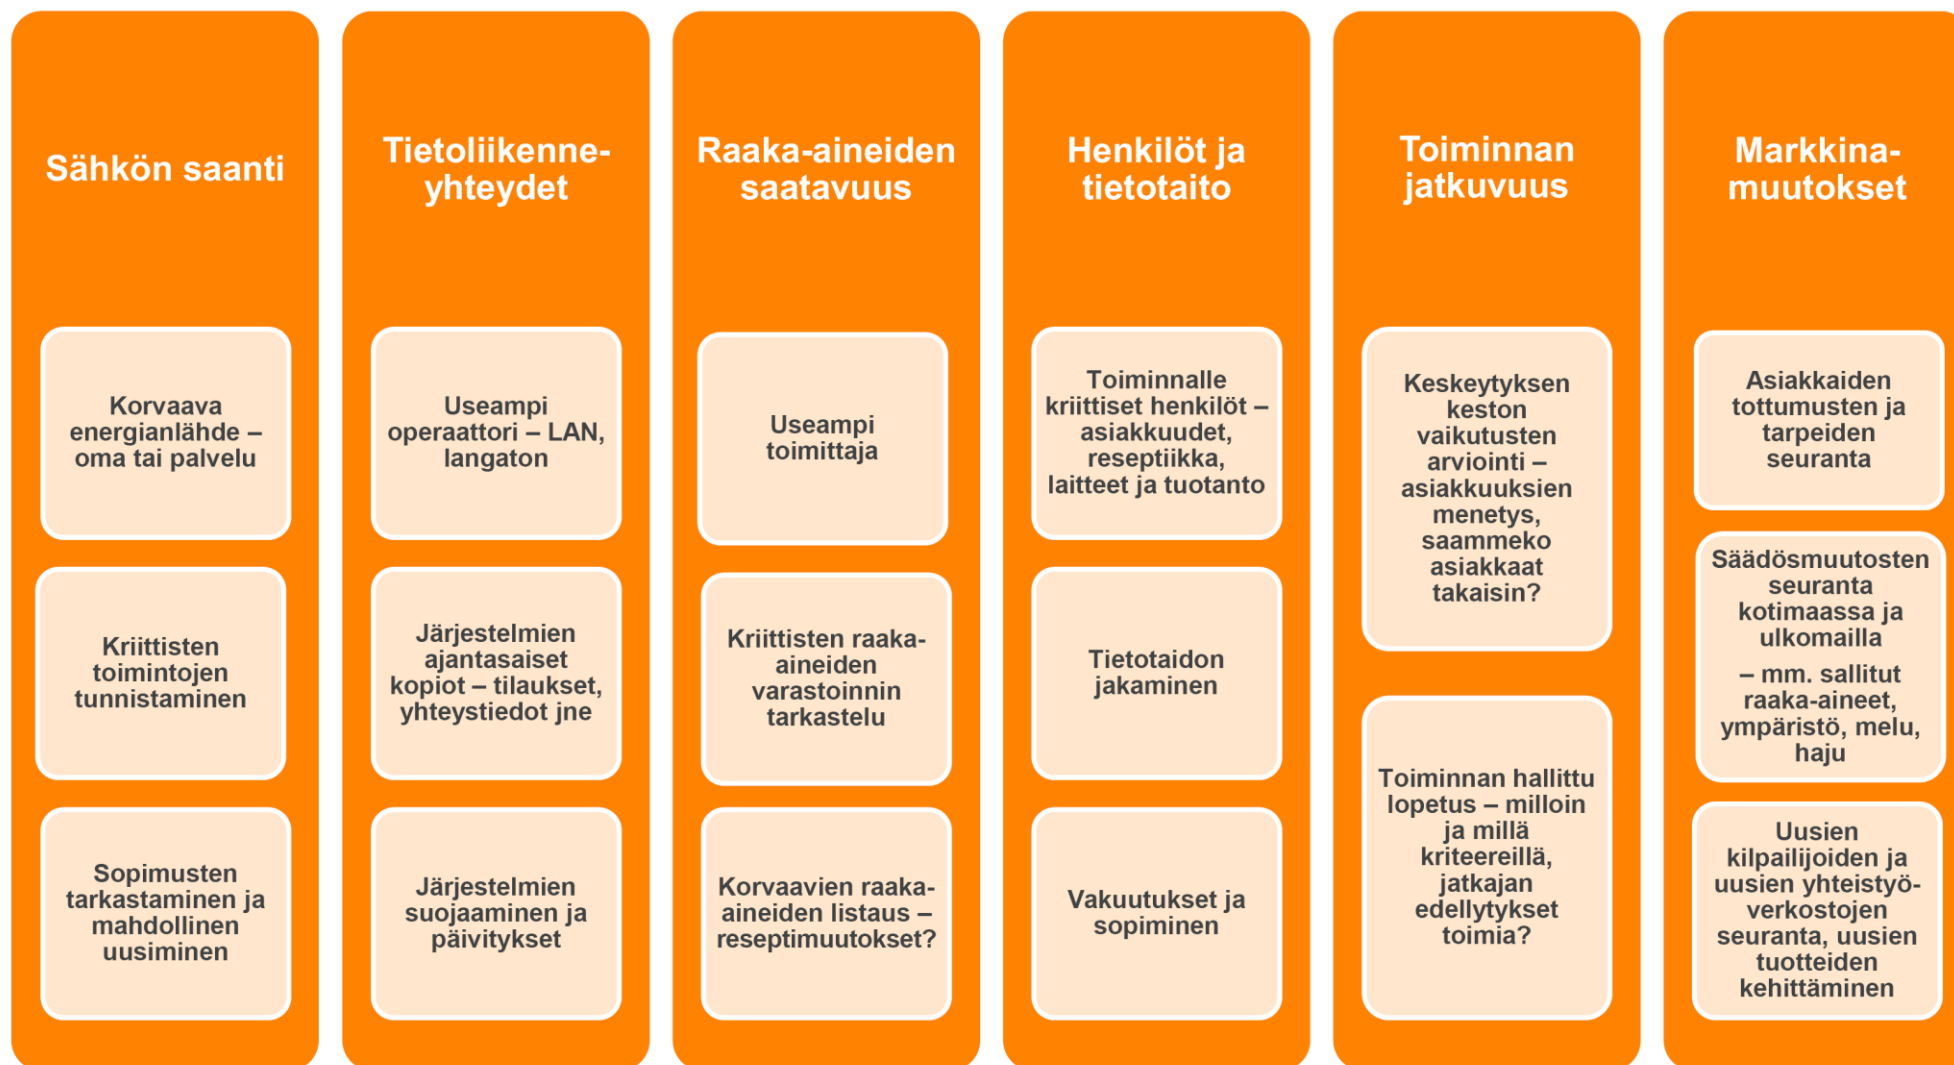 Sähkön saanti
Korvaava
energianlähde –
oma tai palvelu
Kriittisten
toimintojen
tunnistaminen
Sopimusten
tarkastaminen ja
mahdollinen
uusiminen
Tietoliikenne-
yhteydet
Useampi
operaattori – LAN,
langaton
Järjestelmien
ajantasaiset
kopiot – tilaukset,
yhteystiedot jne
Järjestelmien
suojaaminen ja
päivitykset
Raaka-aineiden
saatavuus
Useampi
toimittaja
Kriittisten raaka-
aineiden
varastoinnin
tarkastelu
Korvaavien raaka-
aineiden listaus –
reseptimuutokset?
Henkilöt ja
tietotaito
Toiminnalle
kriittiset henkilöt –
asiakkuudet,
reseptiikka,
laitteet ja tuotanto
Tietotaidon
jakaminen
Vakuutukset ja
sopiminen
Toiminnan
jatkuvuus
Keskeytyksen
keston
vaikutusten
arviointi –
asiakkuuksien
menetys,
saammeko
asiakkaat
takaisin?
Toiminnan hallittu
lopetus – milloin
ja millä
kriteereillä,
jatkajan
edellytykset
toimia?
Markkina-
muutokset
Asiakkaiden
tottumusten ja
tarpeiden
seuranta
Säädösmuutosten
seuranta
kotimaassa ja
ulkomailla
– mm. sallitut
raaka-aineet,
ympäristö, melu,
haju
Uusien
kilpailijoiden ja
uusien yhteistyö-
verkostojen
seuranta, uusien
tuotteiden
kehittäminen